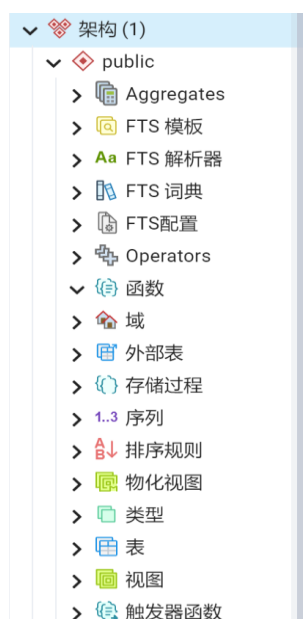 架构 (1)
public
Aggregates
FTS 模板
Aa FTS 解析器
FTS 词典
FTS配置
Operators
函数
域
外部表
存储过程
1..3 序列
排序规则
物化视图
类型
表
视图
触发器函数